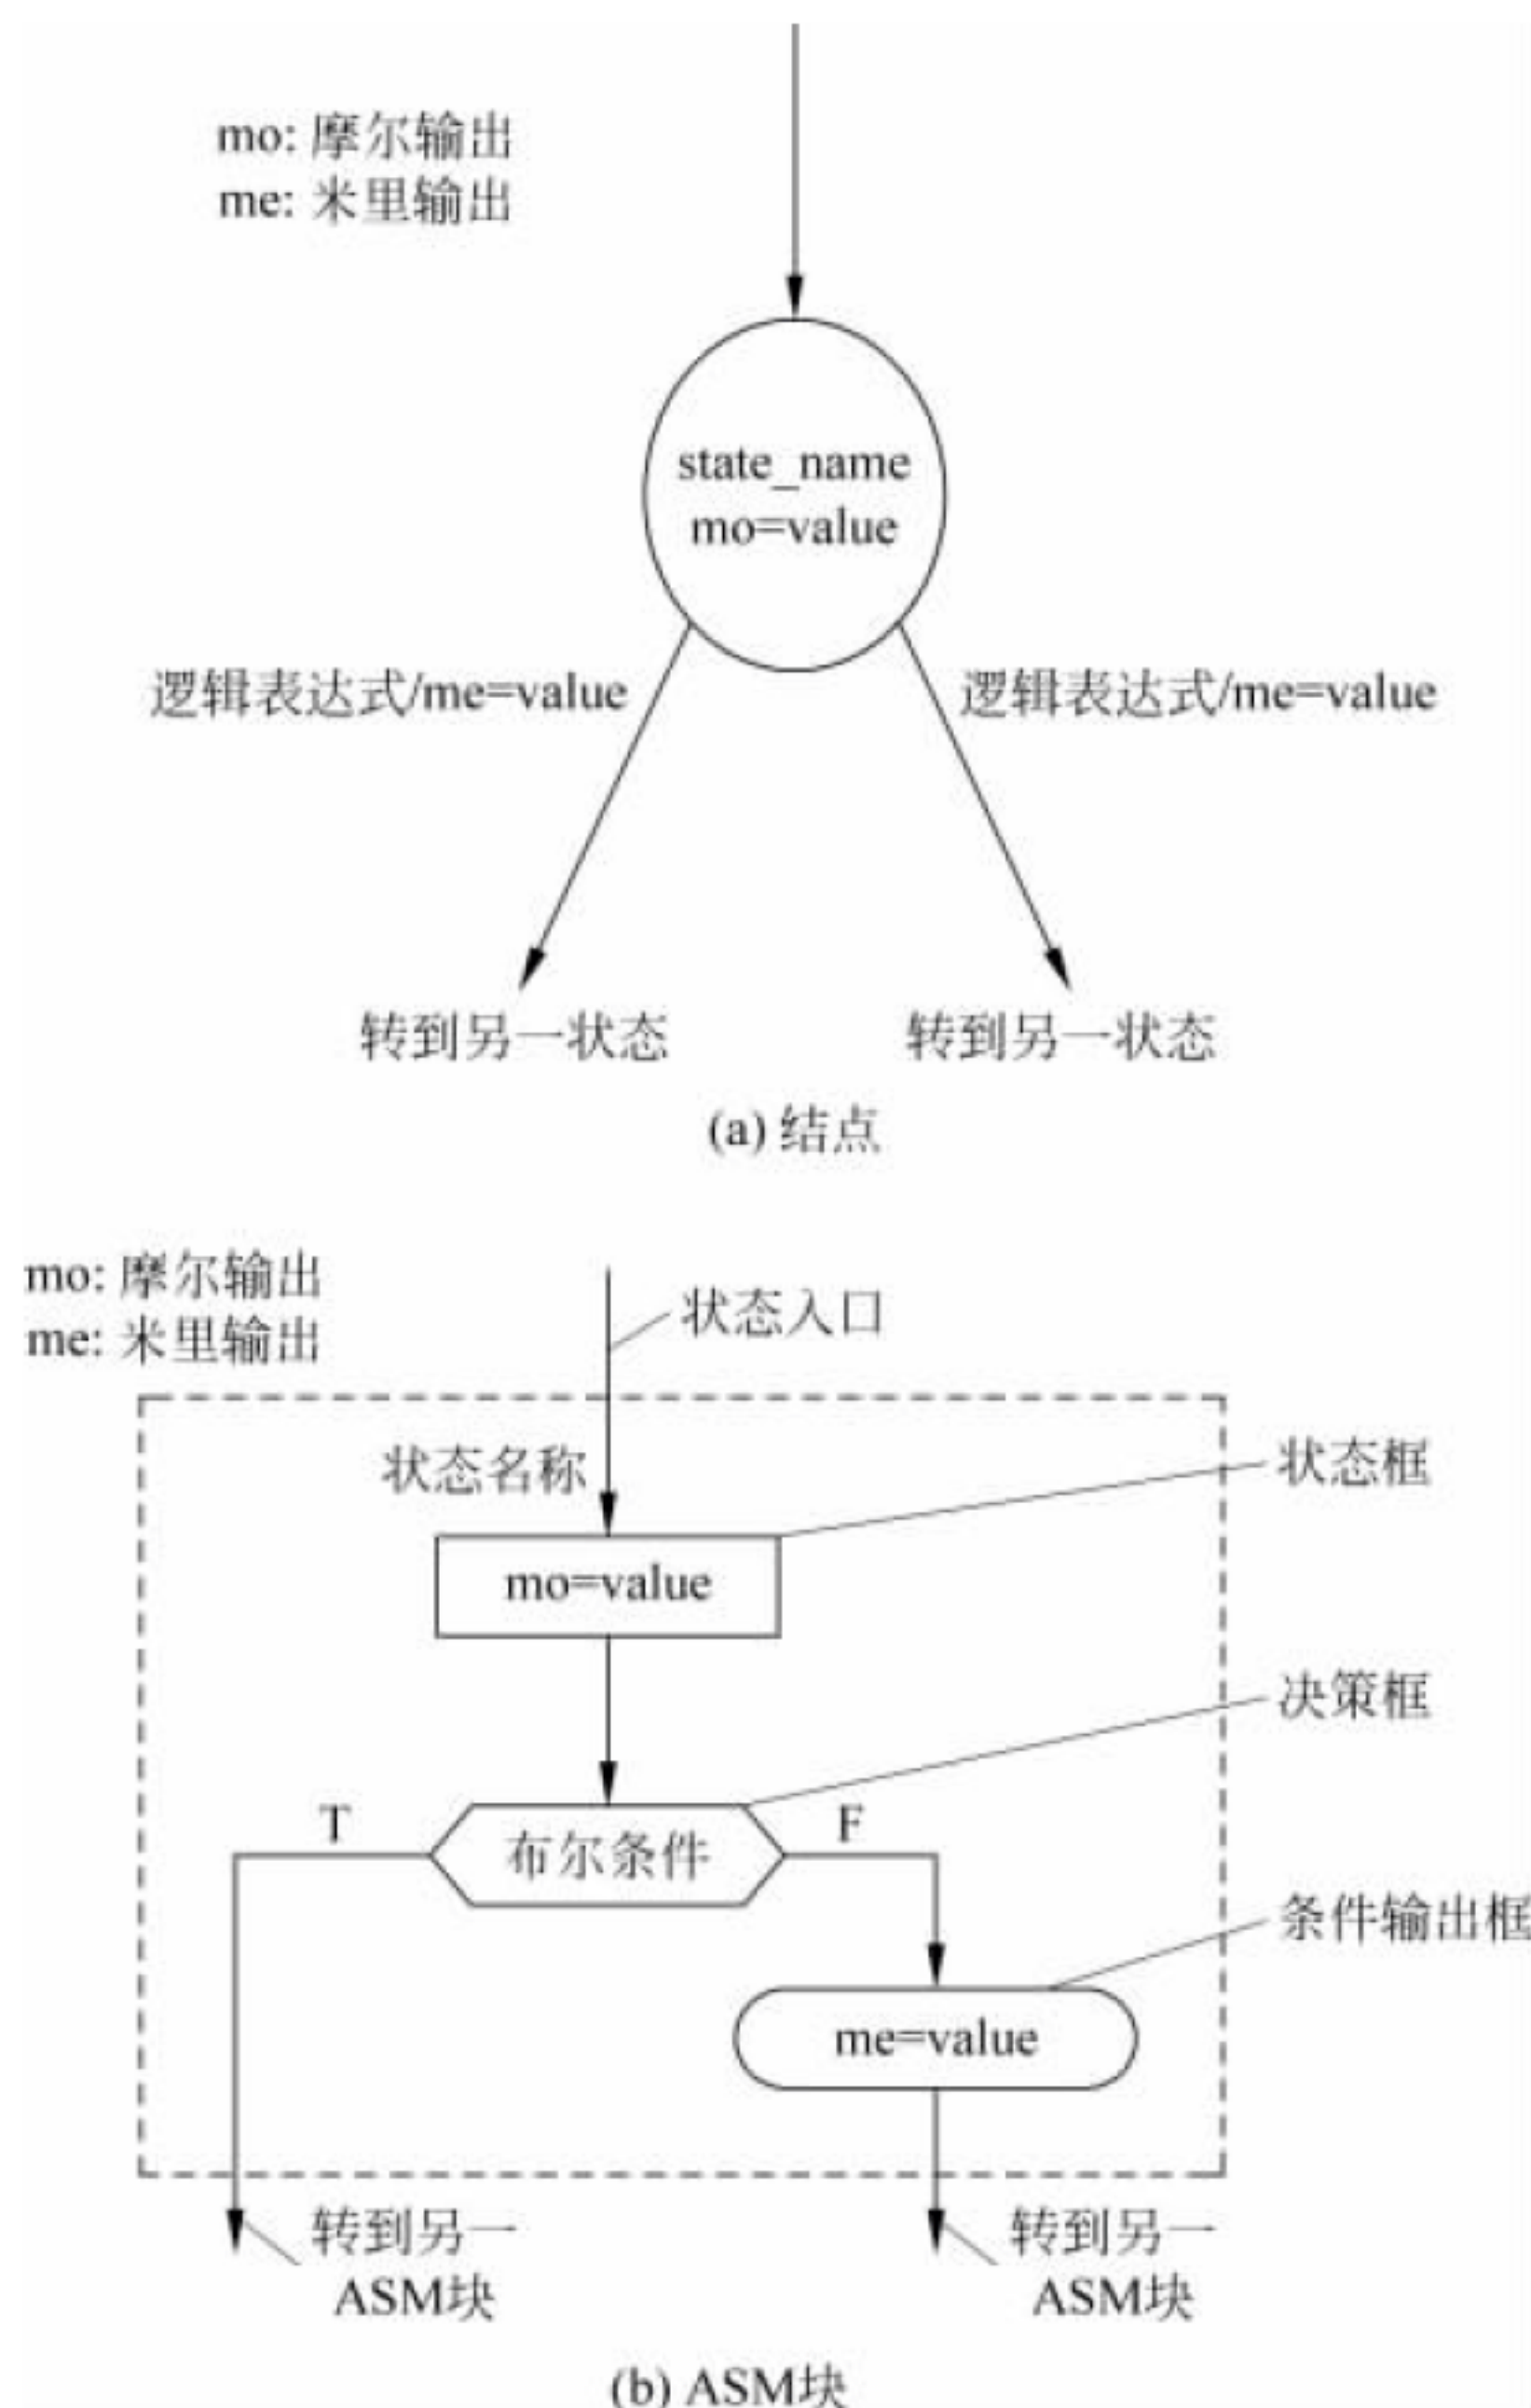 mo: 摩尔输出
me: 米里输出
state_name
mo=value
逻辑表达式/me=value
逻辑表达式/me=value
转到另一状态
转到另一状态
(a) 结点
mo: 摩尔输出
me: 米里输出
状态入口
状态名称
状态框
mo=value
决策框
T
布尔条件
F
条件输出框
me=value
转到另一
ASM块
转到另一
ASM块
(b) ASM块